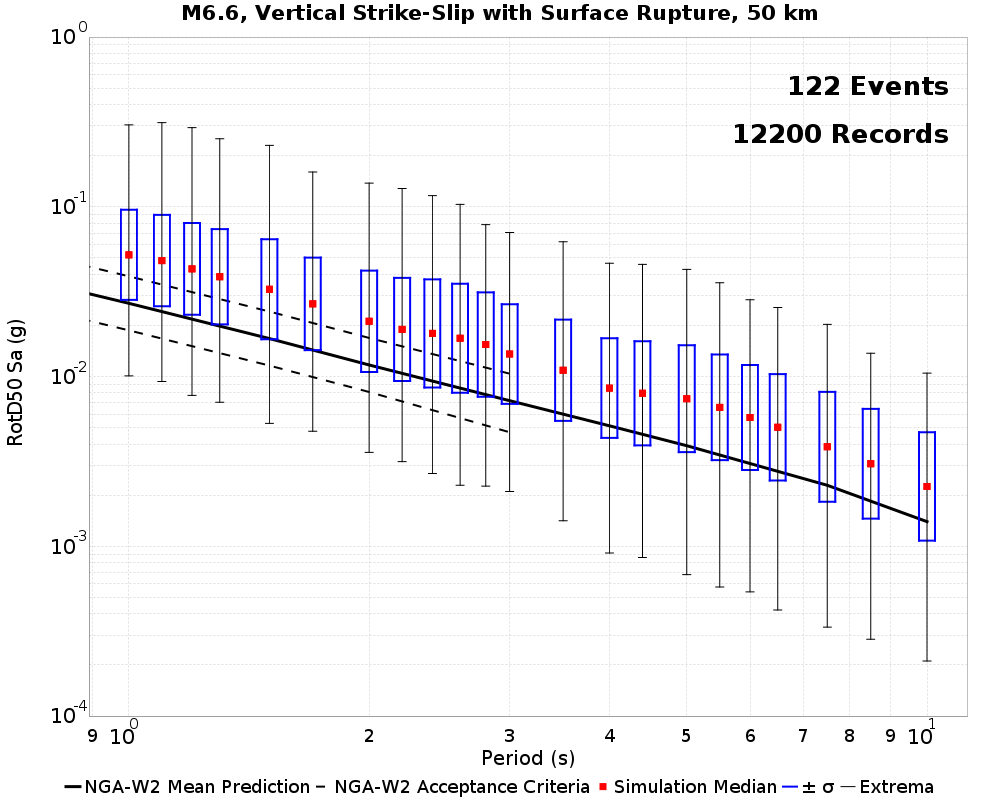 M6.6, Vertical Strike-Slip with Surface Rupture, 50 km
122 Events
12200 Records
10^0
10^-1
10^-2
10^-3
10^-4
RotD50 Sa (g)
9 10^0 2 3 4 5 6 7 8 9 10^1
Period (s)
NGA-W2 Mean Prediction NGA-W2 Acceptance Criteria Simulation Median ± σ Extrema